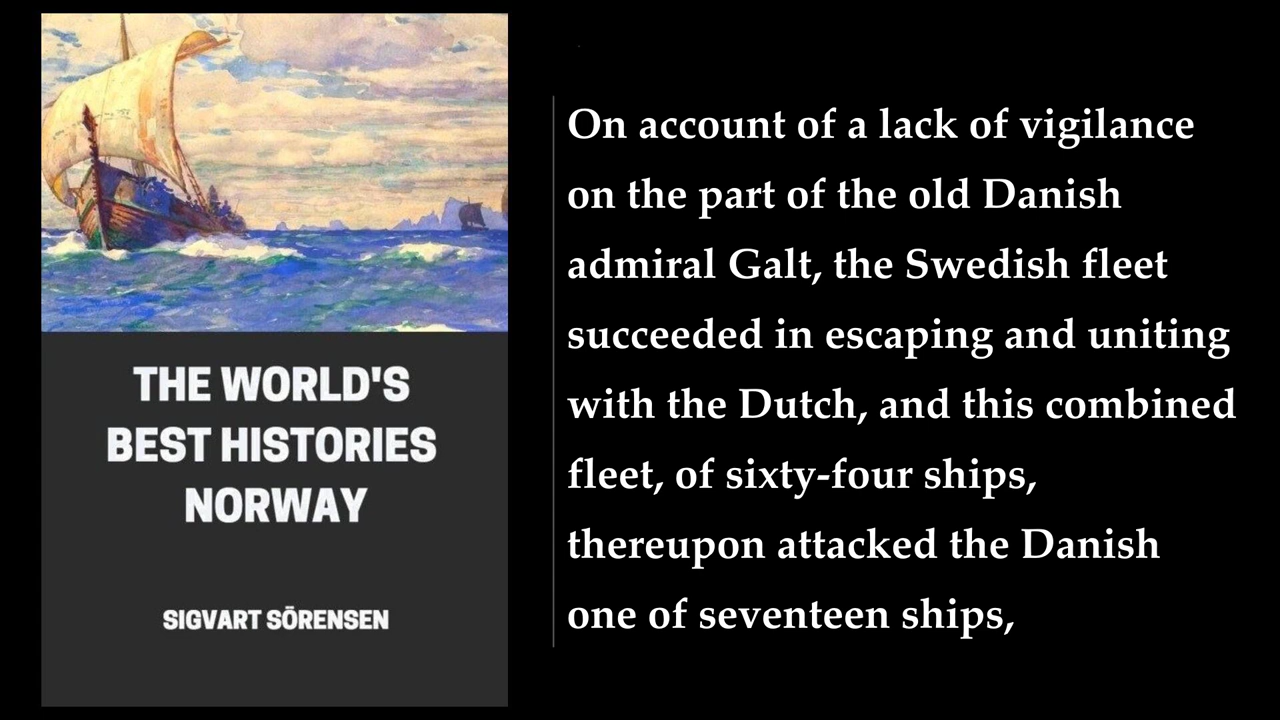 THE WORLD'S
BEST HISTORIES
NORWAY
SIGVART SÖRENSEN
On account of a lack of vigilance
on the part of the old Danish
admiral Galt, the Swedish fleet
succeeded in escaping and uniting
with the Dutch, and this combined
fleet, of sixty-four ships,
thereupon attacked the Danish
one of seventeen ships,